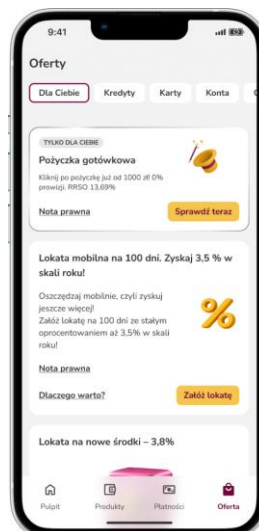 9:41
Oferty
Dla Ciebie Kredyty Karty Konta
TYLKO DLA CIEBIE
Pożyczka gotówkowa
Kliknij po pożyczkę już od 1000 zł! 0%
prowizji. RRSO 13,69%
Nota prawna Sprawdź teraz
Lokata mobilna na 100 dni. Zyskaj 3,5 % w
skali roku!
Oszczędzaj mobilnie, czyli zyskuj
jeszcze więcej!
Załóż lokatę na 100 dni ze stałym
oprocentowaniem aż 3,5% w skali
roku!
Nota prawna
Dlaczego warto? Załóż lokatę
Lokata na nowe środki – 3,8%
Pulpit Produkty Płatności Oferta